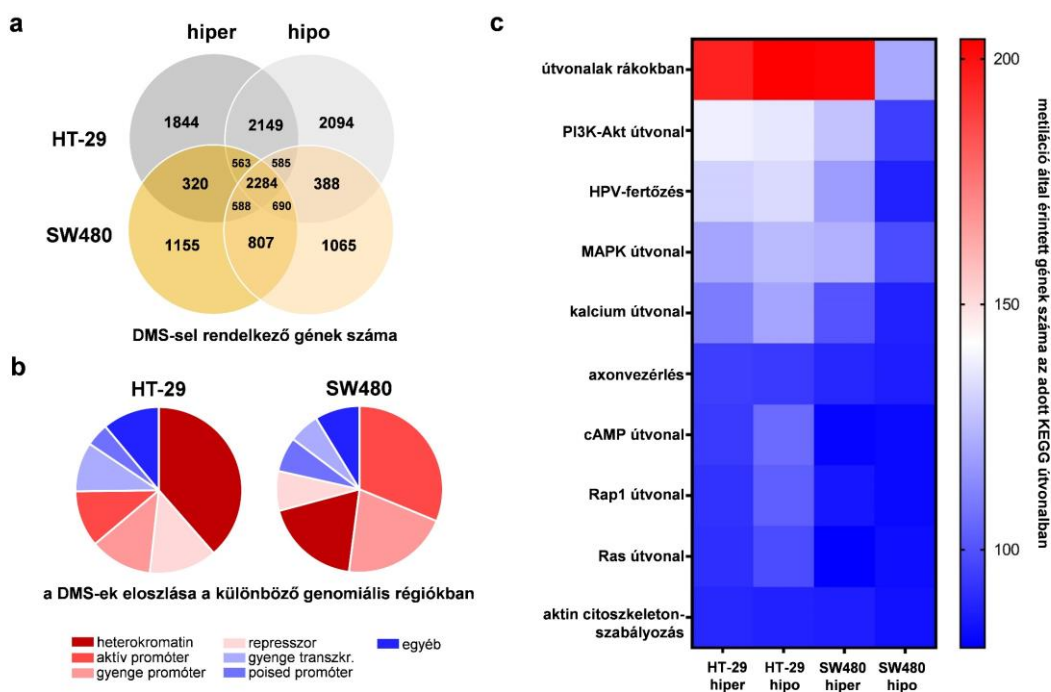 a
hiper hipo
HT-29
1844 2149 2094
563 585
320 2284 388
588 690
SW480
1155 807 1065
DMS-sel rendelkező gének száma
b
HT-29 SW480
a DMS-ek eloszlása a különböző genomiális régiókban
heterokromatin represszor egyéb
aktív promóter gyenge transzkr.
gyenge promóter poised promóter
c
útvonalak rákokban
PI3K-Akt útvonal
HPV-fertőzés
MAPK útvonal
kalcium útvonal
axonvezérlés
cAMP útvonal
Rap1 útvonal
Ras útvonal
aktin citoszkeleton-
szabályozás
HT-29 HT-29 SW480 SW480
hiper hipo hiper hipo
200
150
100
metiláció által érintett gének száma az adott KEGG útvonalban